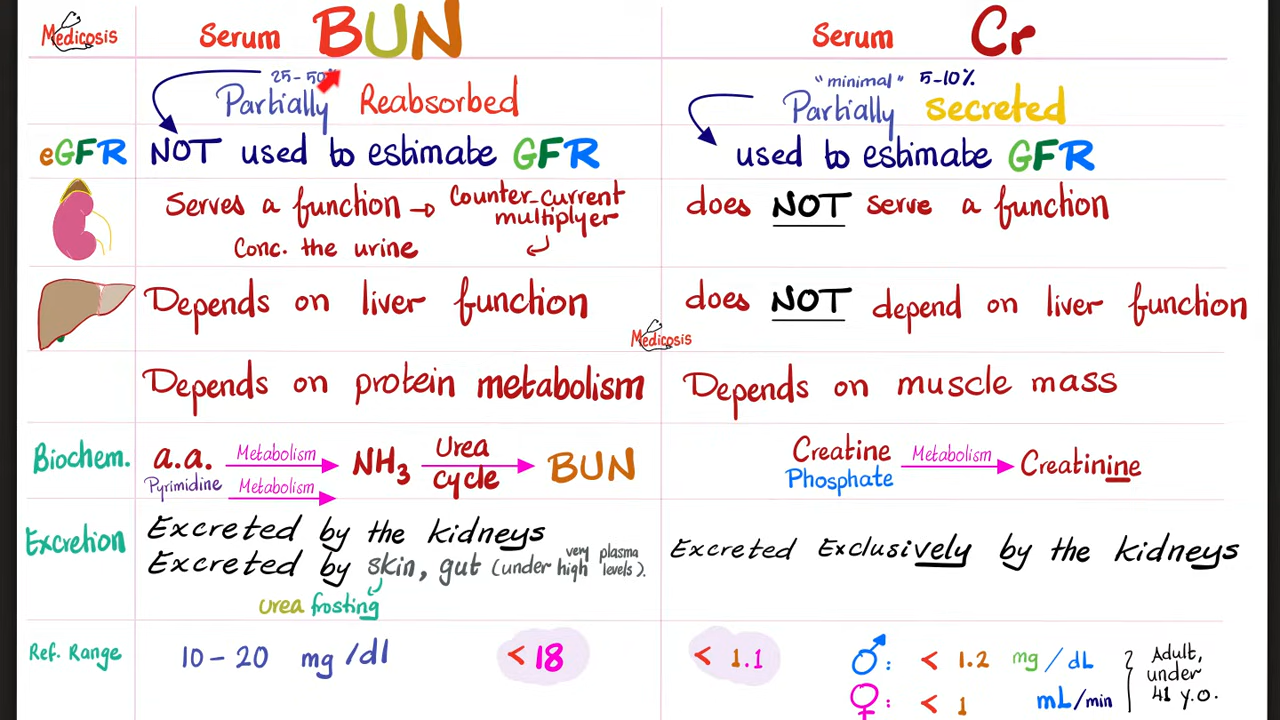 Medicosis
Serum BUN
Serum Cr
25-50%
Partially Reabsorbed
"minimal" 5-10%
Partially secreted
eGFR
NOT used to estimate GFR
used to estimate GFR
Serves a function → Counter-current
multiplyer
Conc. the urine
does NOT serve a function
Depends on liver function
does NOT depend on liver function
Medicosis
Depends on protein metabolism
Depends on muscle mass
Biochem.
a.a. Metabolism NH3 Urea cycle BUN
Pyrimidine Metabolism
Creatine Phosphate Metabolism Creatinine
Excretion
Excreted by the kidneys
Excreted by skin, gut (under very high plasma levels).
urea frosting
Excreted Exclusively by the kidneys
Ref. Range
10-20 mg/dl
< 18
< 1.1
♂: < 1.2 mg/dL
♀: < 1 mL/min
Adult,
under
41 y.o.